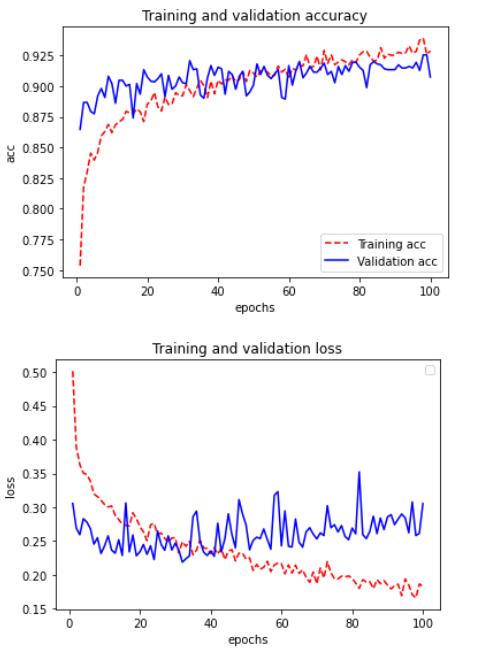 Training and validation accuracy
0.925
0.900
0.875
0.850
0.825
0.800
0.775
0.750
acc
Training acc
Validation acc
0 20 40 60 80 100
epochs
Training and validation loss
0.50
0.45
0.40
0.35
0.30
0.25
0.20
0.15
loss
0 20 40 60 80 100
epochs